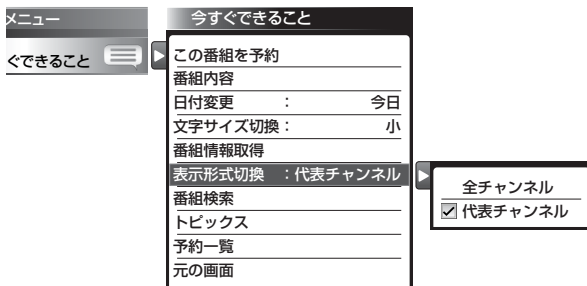 メニュー
ぐできること
今すぐできること
この番組を予約
番組内容
日付変更 : 今日
文字サイズ切換 : 小
番組情報取得
表示形式切換 : 代表チャンネル
番組検索
トピックス
予約一覧
元の画面
全チャンネル
代表チャンネル